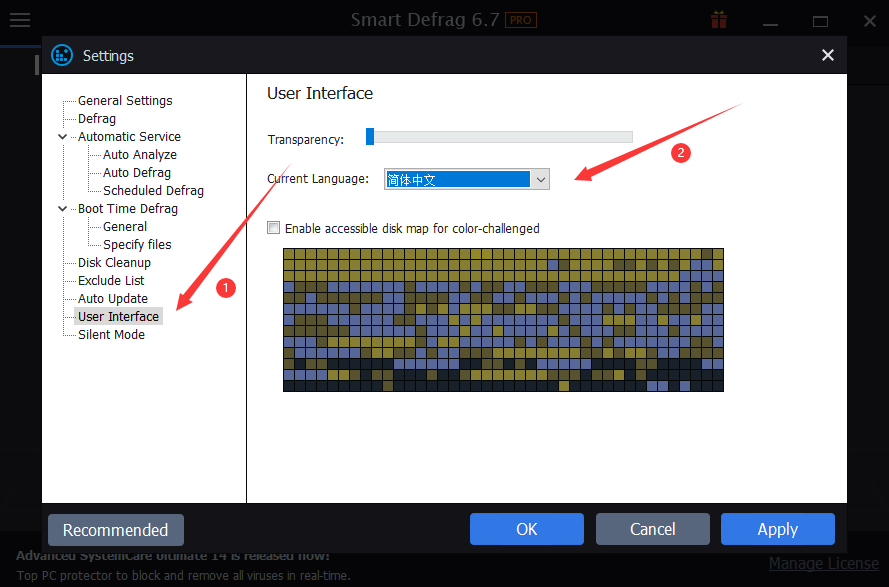 Smart Defrag 6.7 PRO
Settings
General Settings
Defrag
Automatic Service
Auto Analyze
Auto Defrag
Scheduled Defrag
Boot Time Defrag
General
Specify files
Disk Cleanup
Exclude List
Auto Update
User Interface
Silent Mode
1
User Interface
Transparency:
2
Current Language: 简体中文
Enable accessible disk map for color-challenged
Recommended
OK
Cancel
Apply
Advanced SystemCare Ultimate 14 is released now!
Top PC protector to block and remove all viruses in real-time.
Manage License